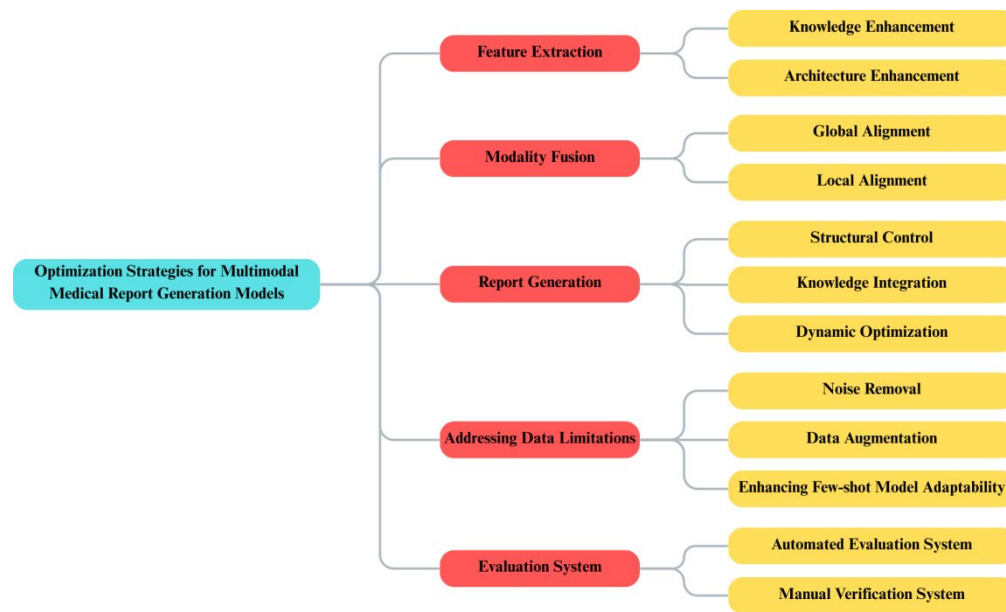 Optimization Strategies for Multimodal
Medical Report Generation Models
Feature Extraction
Knowledge Enhancement
Architecture Enhancement
Modality Fusion
Global Alignment
Local Alignment
Report Generation
Structural Control
Knowledge Integration
Dynamic Optimization
Addressing Data Limitations
Noise Removal
Data Augmentation
Enhancing Few-shot Model Adaptability
Evaluation System
Automated Evaluation System
Manual Verification System